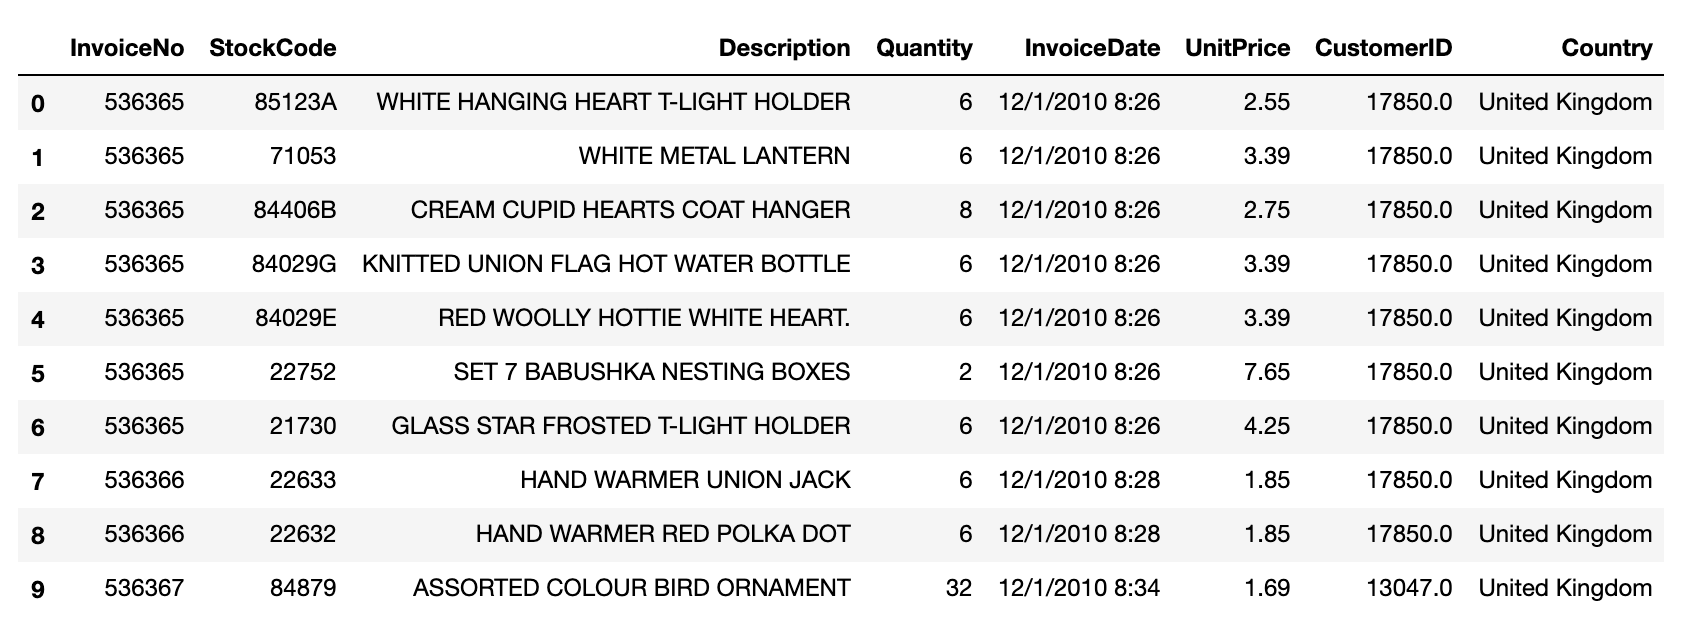 InvoiceNo StockCode Description Quantity InvoiceDate UnitPrice CustomerID Country
0 536365 85123A WHITE HANGING HEART T-LIGHT HOLDER 6 12/1/2010 8:26 2.55 17850.0 United Kingdom
1 536365 71053 WHITE METAL LANTERN 6 12/1/2010 8:26 3.39 17850.0 United Kingdom
2 536365 84406B CREAM CUPID HEARTS COAT HANGER 8 12/1/2010 8:26 2.75 17850.0 United Kingdom
3 536365 84029G KNITTED UNION FLAG HOT WATER BOTTLE 6 12/1/2010 8:26 3.39 17850.0 United Kingdom
4 536365 84029E RED WOOLLY HOTTIE WHITE HEART. 6 12/1/2010 8:26 3.39 17850.0 United Kingdom
5 536365 22752 SET 7 BABUSHKA NESTING BOXES 2 12/1/2010 8:26 7.65 17850.0 United Kingdom
6 536365 21730 GLASS STAR FROSTED T-LIGHT HOLDER 6 12/1/2010 8:26 4.25 17850.0 United Kingdom
7 536366 22633 HAND WARMER UNION JACK 6 12/1/2010 8:28 1.85 17850.0 United Kingdom
8 536366 22632 HAND WARMER RED POLKA DOT 6 12/1/2010 8:28 1.85 17850.0 United Kingdom
9 536367 84879 ASSORTED COLOUR BIRD ORNAMENT 32 12/1/2010 8:34 1.69 13047.0 United Kingdom